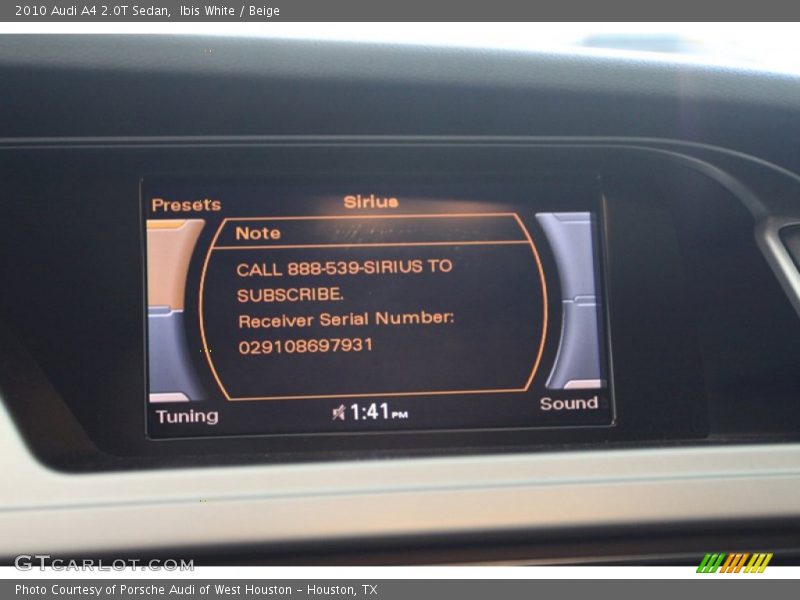 2010 Audi A4 2.0T Sedan, Ibis White / Beige
Presets
Sirius
Note
CALL 888-539-SIRIUS TO
SUBSCRIBE.
Receiver Serial Number:
029108697931
Tuning
1:41 PM
Sound
GTCARLOT.COM
Photo Courtesy of Porsche Audi of West Houston - Houston, TX